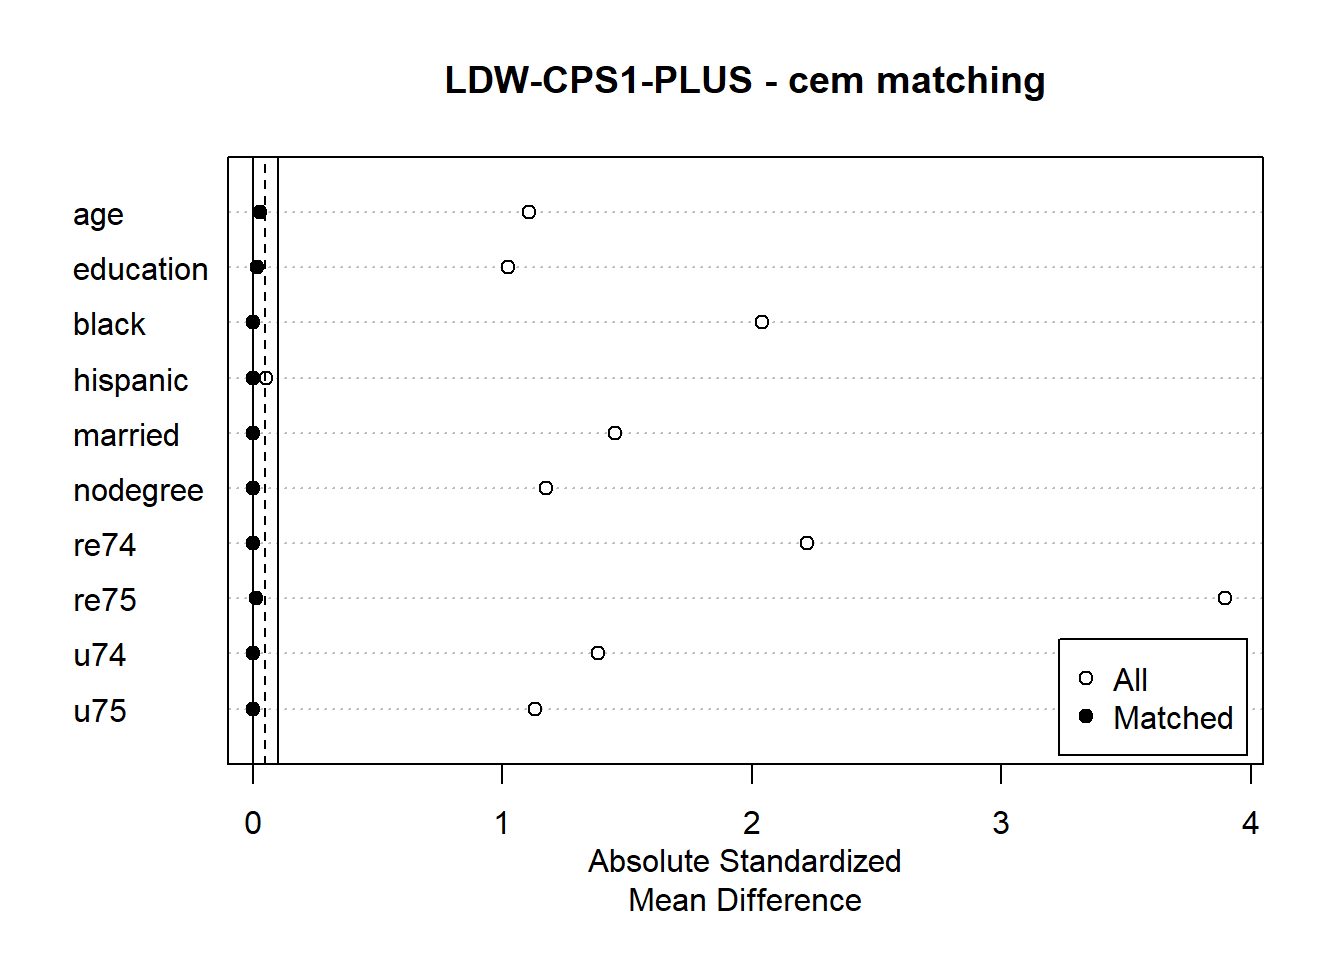 LDW-CPS1-PLUS - cem matching
age
education
black
hispanic
married
nodegree
re74
re75
u74
u75
All
Matched
0 1 2 3 4
Absolute Standardized
Mean Difference